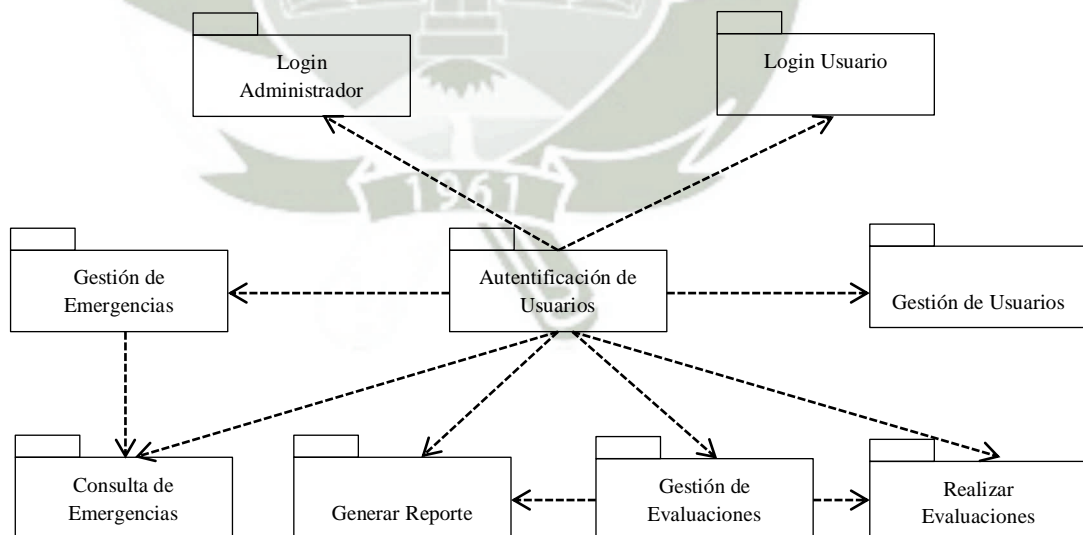 Login
Administrador
Login Usuario
1961
Gestión de
Emergencias
Autentificación de
Usuarios
Gestión de Usuarios
Consulta de
Emergencias
Generar Reporte
Gestión de
Evaluaciones
Realizar
Evaluaciones